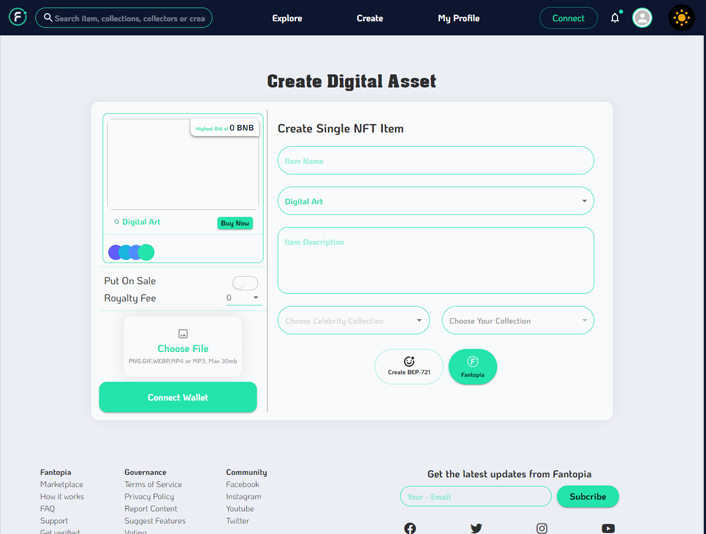 F
Search item, collections, collectors or crea
Explore
Create
My Profile
Connect
Create Digital Asset
Highest Bid of 0 BNB
Digital Art
Buy Now
Put On Sale
Royalty Fee
0
Choose File
PNG,GIF,WEBP,MP4 or MP3, Max 30mb
Connect Wallet
Create Single NFT Item
Item Name
Digital Art
Item Description
Choose Celebrity Collection
Choose Your Collection
Create BEP-721
Fantopia
Fantopia
Marketplace
How it works
FAQ
Support
Get verified
Governance
Terms of Service
Privacy Policy
Report Content
Suggest Features
Voting
Community
Facebook
Instagram
Youtube
Twitter
Get the latest updates from Fantopia
Your - Email
Subcribe